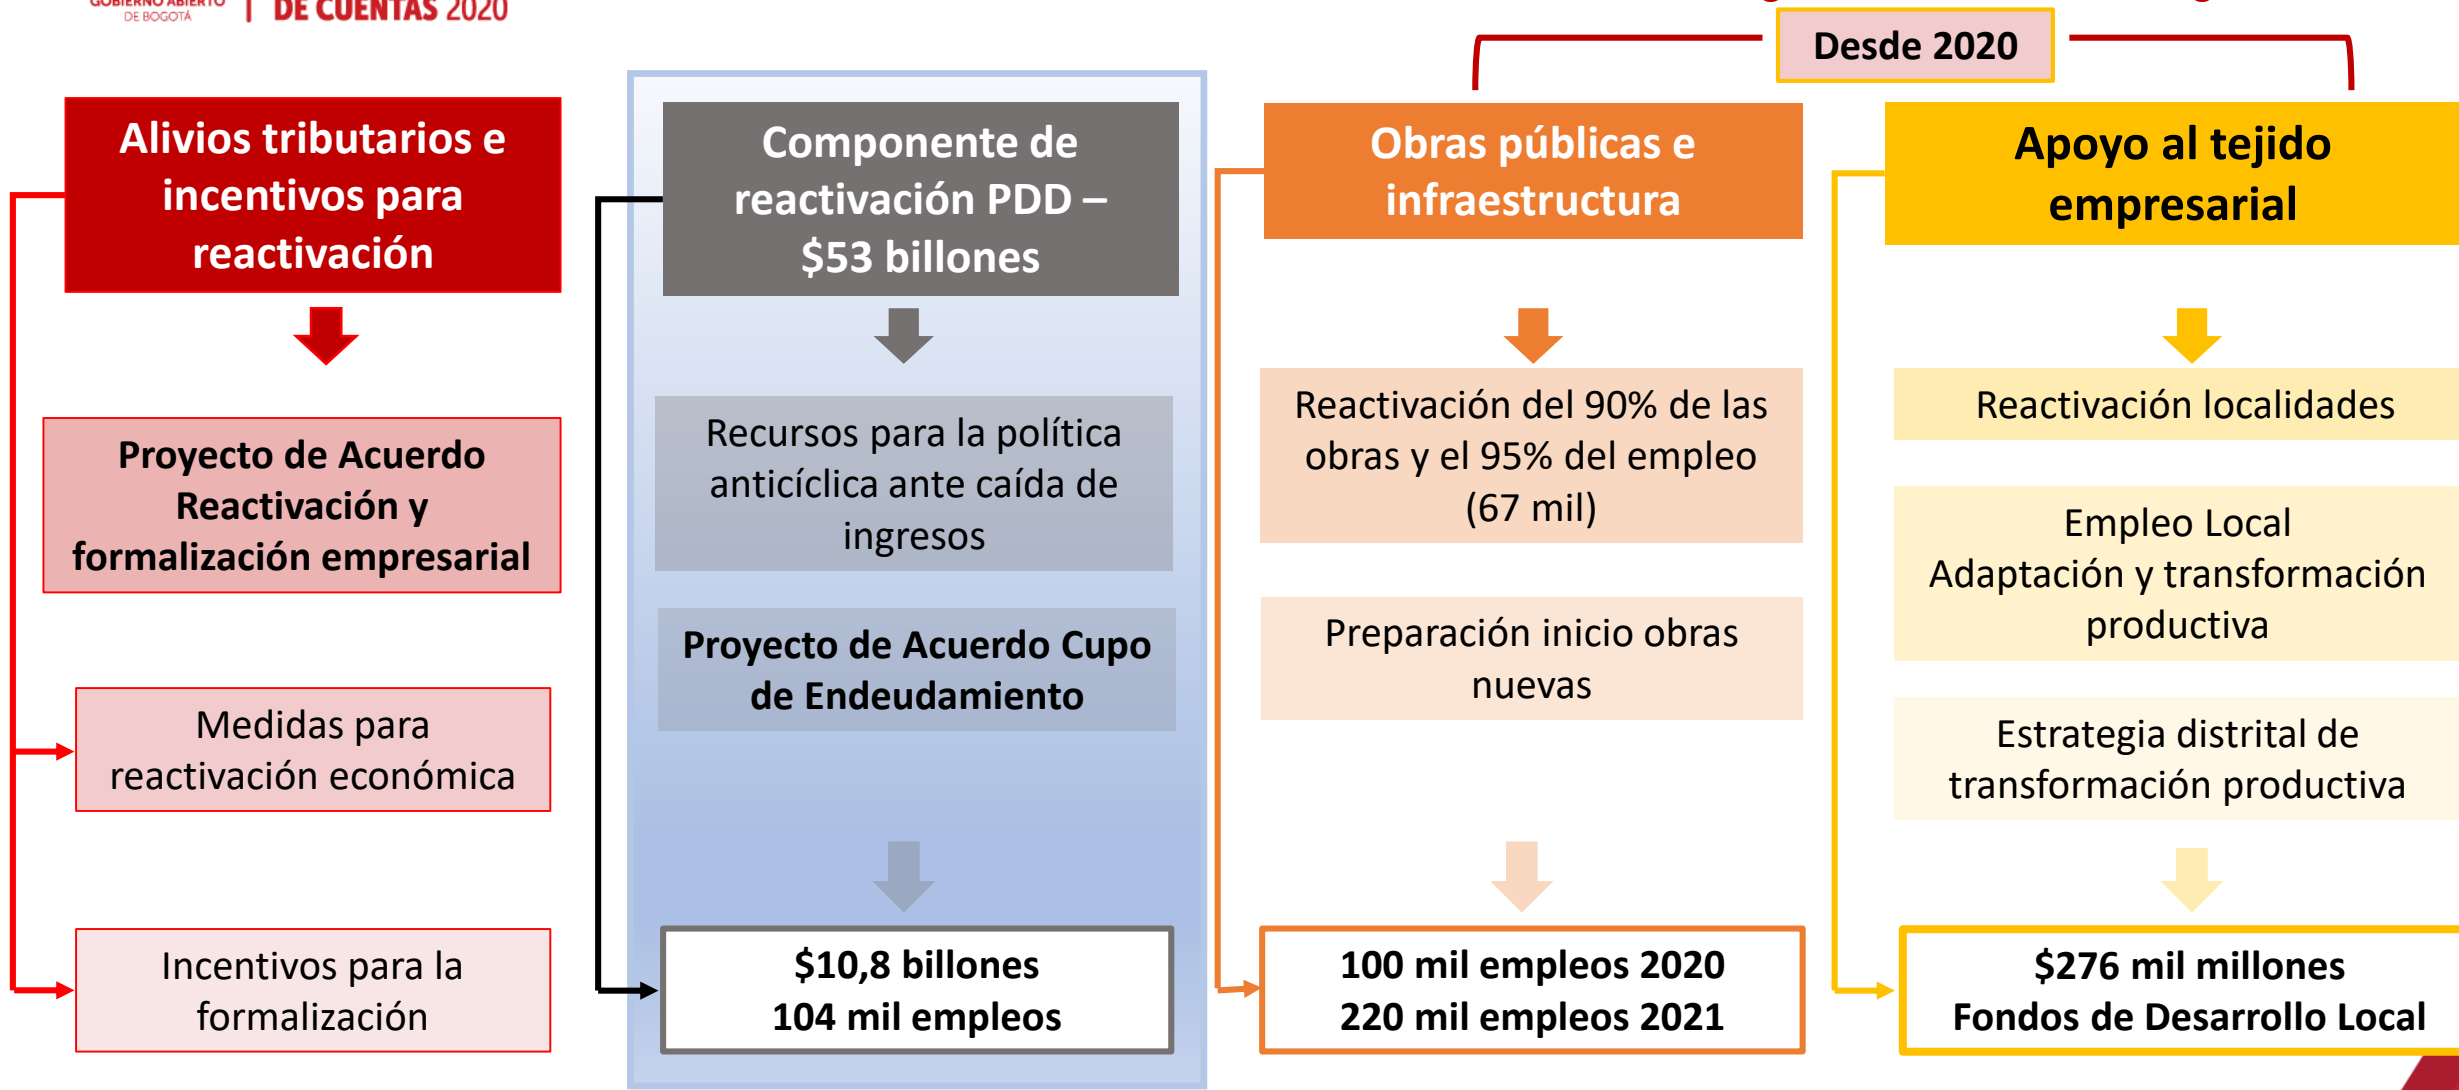 GOBIERNO ABIERTO
DE BOGOTÁ
DE CUENTAS 2020
Desde 2020
Alivios tributarios e
incentivos para
reactivación
Proyecto de Acuerdo
Reactivación y
formalización empresarial
Medidas para
reactivación económica
Incentivos para la
formalización
Componente de
reactivación PDD –
$53 billones
Recursos para la política
anticíclica ante caída de
ingresos
Proyecto de Acuerdo Cupo
de Endeudamiento
$10,8 billones
104 mil empleos
Obras públicas e
infraestructura
Reactivación del 90% de las
obras y el 95% del empleo
(67 mil)
Preparación inicio obras
nuevas
100 mil empleos 2020
220 mil empleos 2021
Apoyo al tejido
empresarial
Reactivación localidades
Empleo Local
Adaptación y transformación
productiva
Estrategia distrital de
transformación productiva
$276 mil millones
Fondos de Desarrollo Local